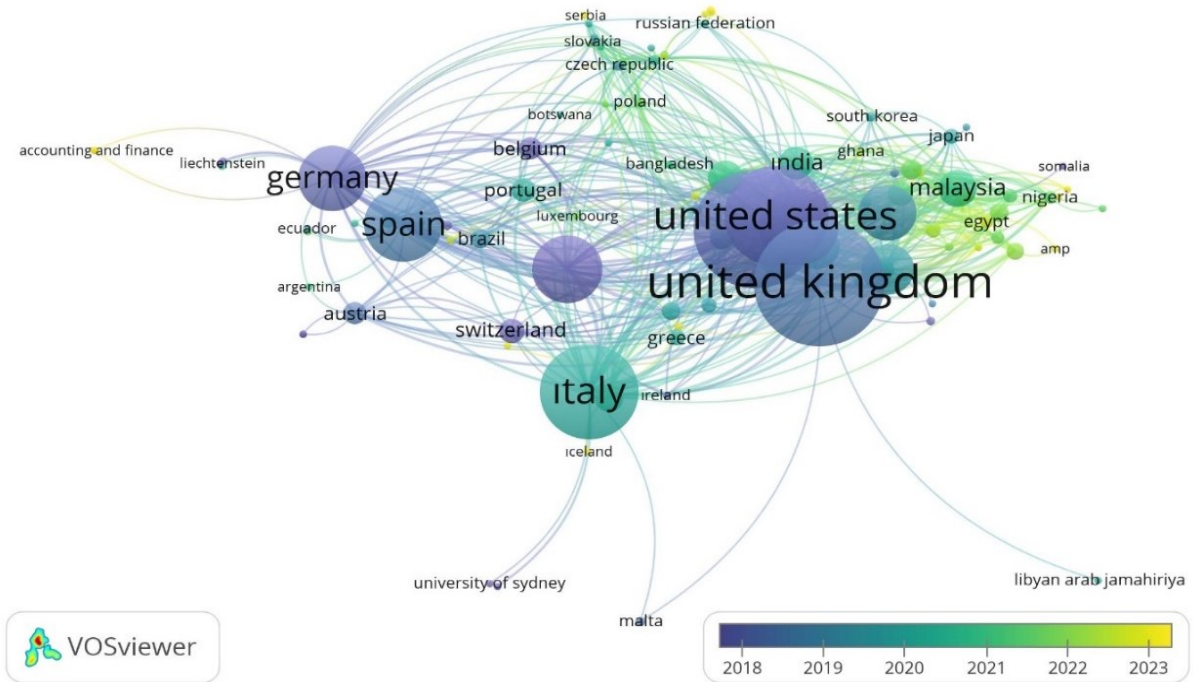 serbia
russian federation
slovakia
czech republic
poland
botswana
south korea
accounting and finance
liechtenstein
belgium
bangladesh
ındia
ghana
japan
somalia
germany
portugal
malaysia
nigeria
ecuador
spain
brazil
luxembourg
united states
egypt
amp
argentina
austria
switzerland
united kingdom
greece
ıtaly
ıreland
ıceland
university of sydney
malta
libyan arab jamahiriya
VOSviewer
2018 2019 2020 2021 2022 2023